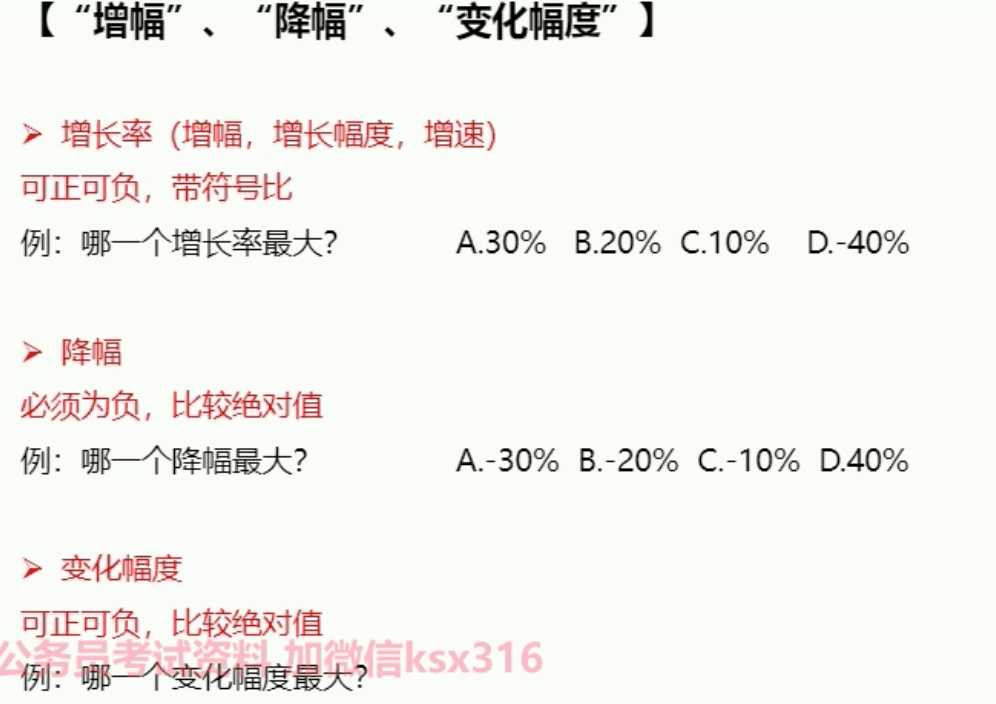 【“增幅”、“降幅”、“变化幅度”】
➢ 增长率（增幅，增长幅度，增速）
可正可负，带符号比
例：哪一个增长率最大？ A.30% B.20% C.10% D.-40%
➢ 降幅
必须为负，比较绝对值
例：哪一个降幅最大？ A.-30% B.-20% C.-10% D.40%
➢ 变化幅度
可正可负，比较绝对值
公务员考试资料 加微信ksx316
例：哪一个变化幅度最大？